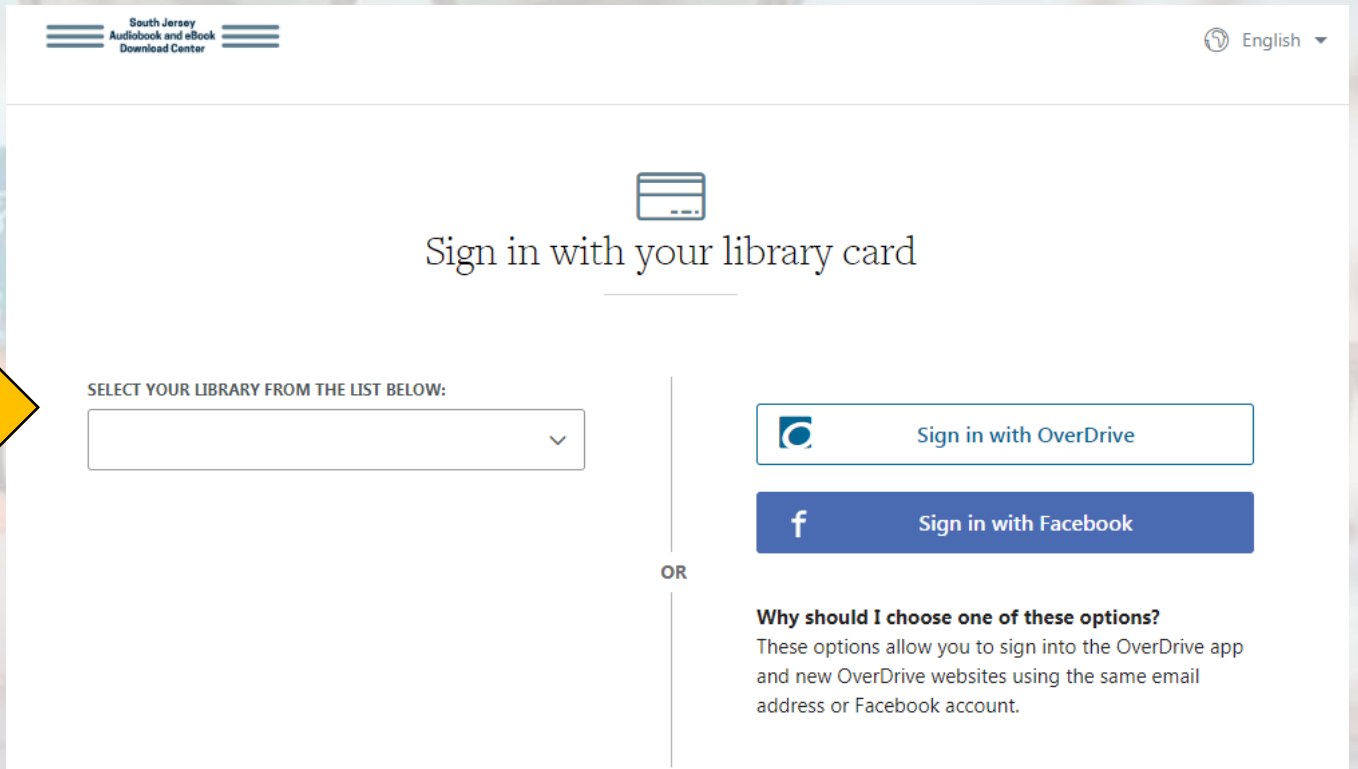 South Jersey
Audiobook and eBook
Download Center
English
Sign in with your library card
SELECT YOUR LIBRARY FROM THE LIST BELOW:
Sign in with OverDrive
f Sign in with Facebook
OR
Why should I choose one of these options?
These options allow you to sign into the OverDrive app
and new OverDrive websites using the same email
address or Facebook account.